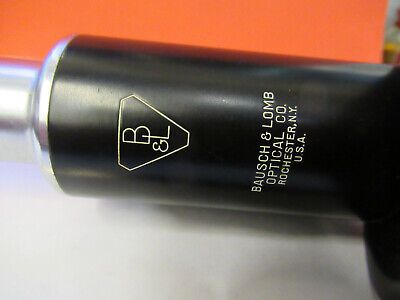 B
&L
BAUSCH & LOMB
OPTICAL CO.
ROCHESTER, N.Y.
U.S.A.